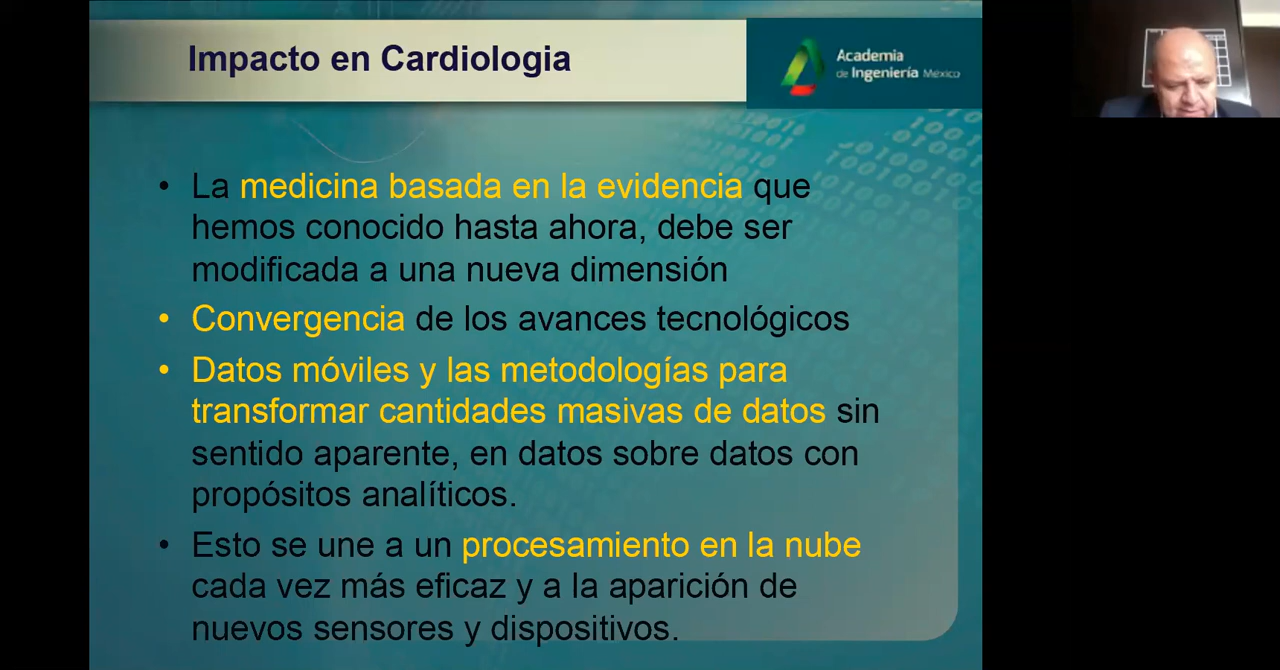 Impacto en Cardiologia
Academia
de Ingeniería México
• La medicina basada en la evidencia que
hemos conocido hasta ahora, debe ser
modificada a una nueva dimensión
• Convergencia de los avances tecnológicos
• Datos móviles y las metodologías para
transformar cantidades masivas de datos sin
sentido aparente, en datos sobre datos con
propósitos analíticos.
• Esto se une a un procesamiento en la nube
cada vez más eficaz y a la aparición de
nuevos sensores y dispositivos.